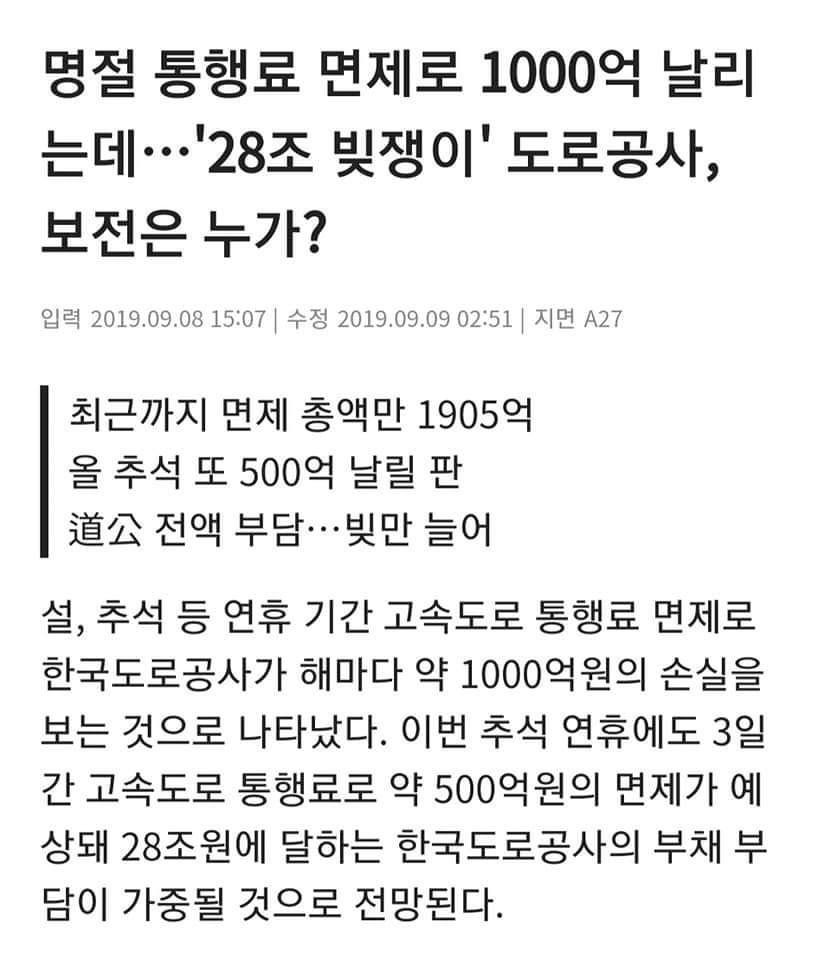 명절 통행료 면제로 1000억 날리
는데…'28조 빚쟁이' 도로공사,
보전은 누가?
입력 2019.09.08 15:07 | 수정 2019.09.09 02:51 | 지면 A27
최근까지 면제 총액만 1905억
올 추석 또 500억 날릴 판
道公 전액 부담…빚만 늘어
설, 추석 등 연휴 기간 고속도로 통행료 면제로
한국도로공사가 해마다 약 1000억원의 손실을
보는 것으로 나타났다. 이번 추석 연휴에도 3일
간 고속도로 통행료로 약 500억원의 면제가 예
상돼 28조원에 달하는 한국도로공사의 부채 부
담이 가중될 것으로 전망된다.